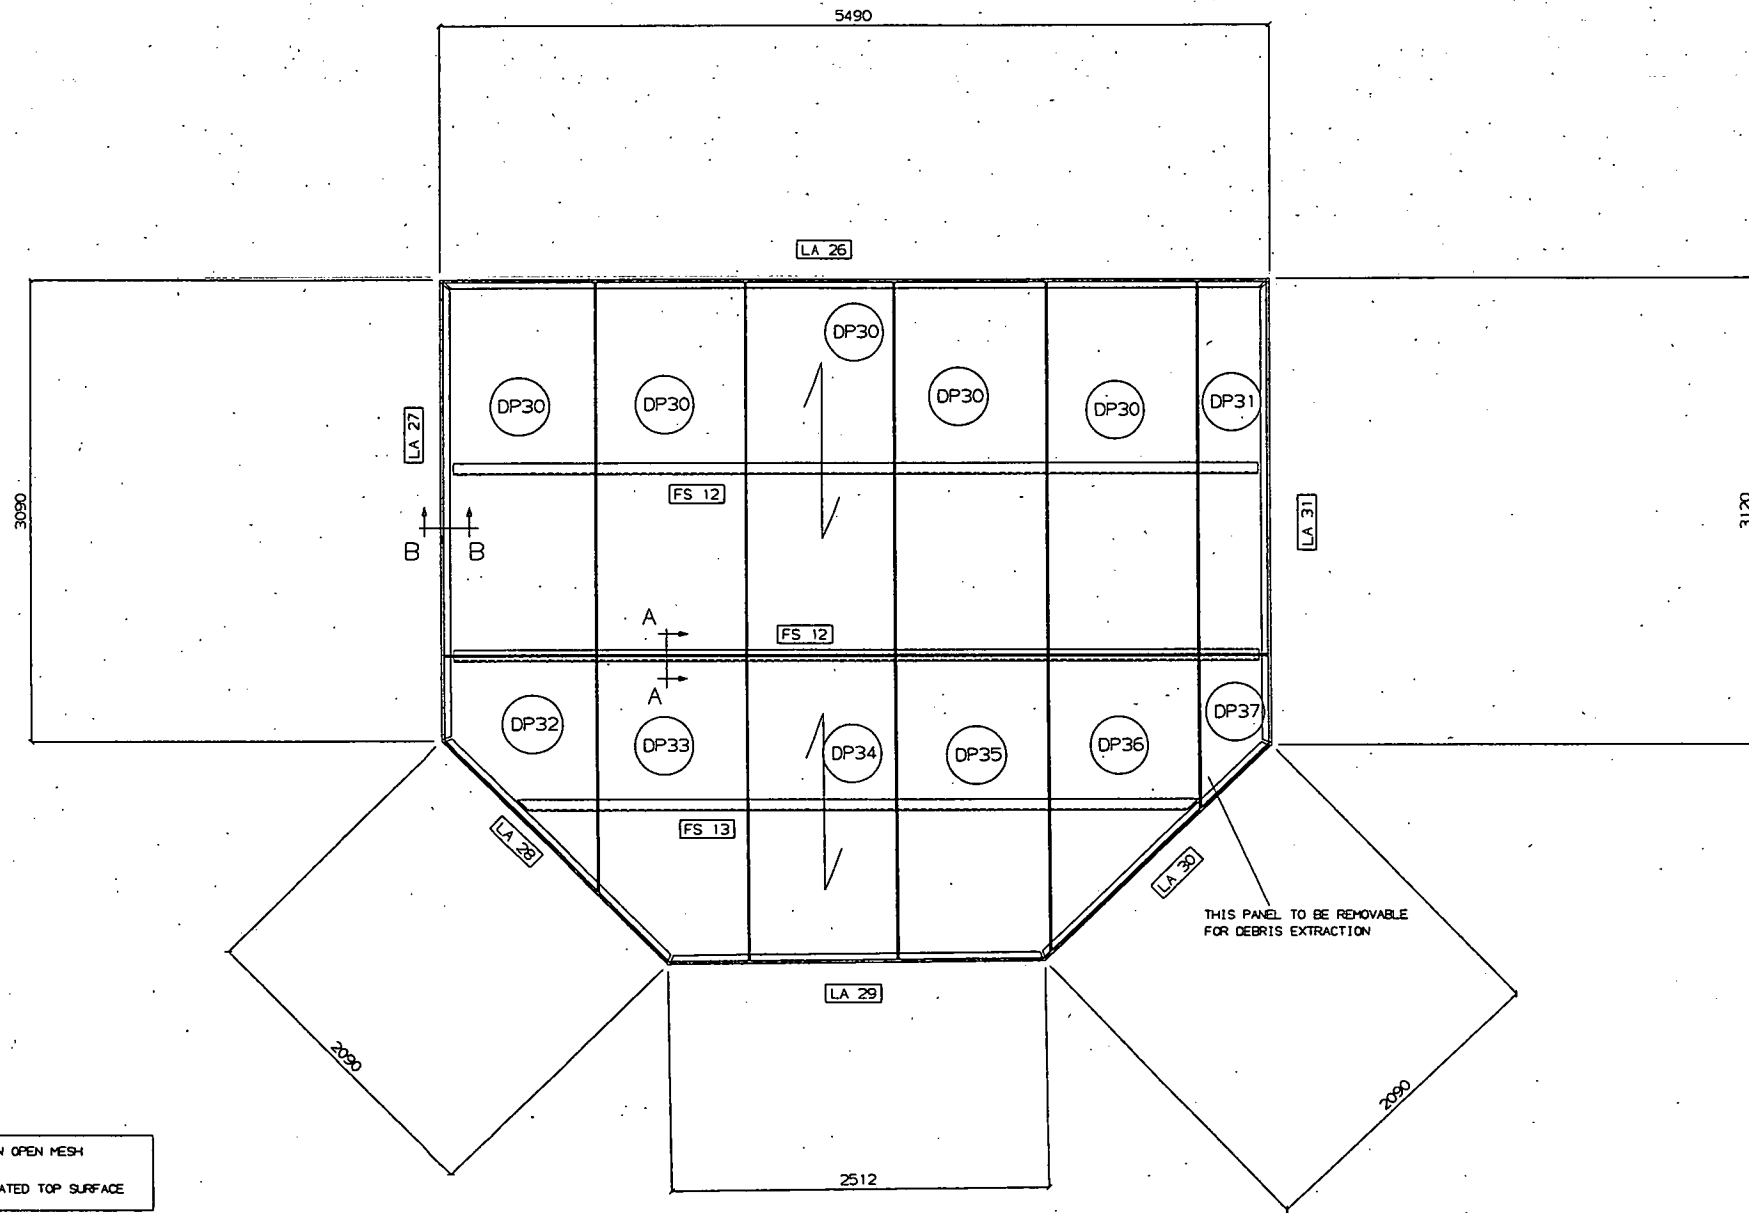 5490
LA 26
DP30
DP30
DP30
DP30
DP30
DP31
LA 27
3090
FS 12
LA 31
3120
B B
A
FS 12
A
DP32
DP33
DP34
DP35
DP36
DP37
LA 28
FS 13
LA 30
THIS PANEL TO BE REMOVABLE
FOR DEBRIS EXTRACTION
LA 29
2090
2090
OPEN MESH
TOP SURFACE
2512